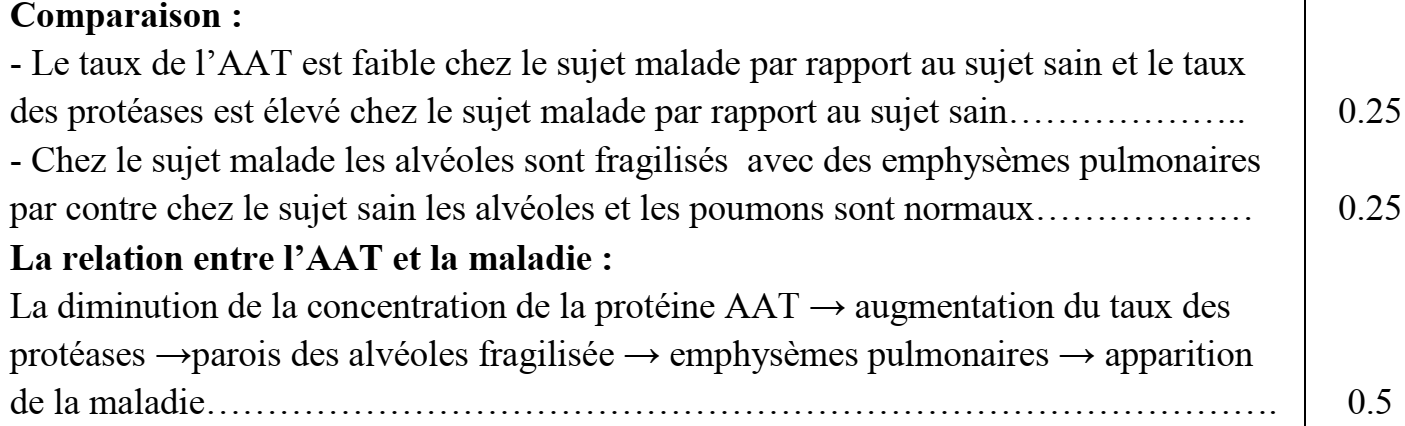 Comparaison :
- Le taux de l’AAT est faible chez le sujet malade par rapport au sujet sain et le taux
des protéases est élevé chez le sujet malade par rapport au sujet sain……………….. 0.25
- Chez le sujet malade les alvéoles sont fragilisés  avec des emphysèmes pulmonaires
par contre chez le sujet sain les alvéoles et les poumons sont normaux……………… 0.25
La relation entre l’AAT et la maladie :
La diminution de la concentration de la protéine AAT → augmentation du taux des
protéases →parois des alvéoles fragilisée → emphysèmes pulmonaires → apparition
de la maladie……………………………………………………………………………. 0.5